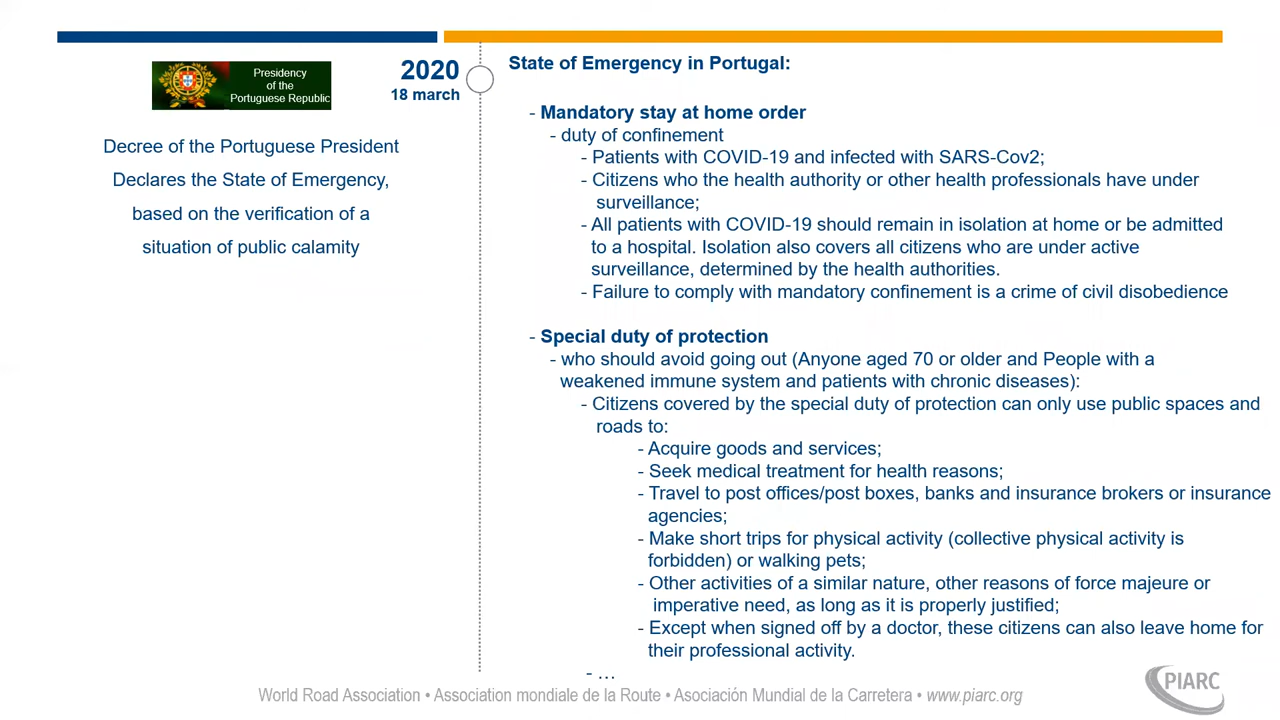 Presidency
of the
Portuguese Republic
2020
18 march
Decree of the Portuguese President
Declares the State of Emergency,
based on the verification of a
situation of public calamity
State of Emergency in Portugal:
- Mandatory stay at home order
- duty of confinement
- Patients with COVID-19 and infected with SARS-Cov2;
- Citizens who the health authority or other health professionals have under
surveillance;
- All patients with COVID-19 should remain in isolation at home or be admitted
to a hospital. Isolation also covers all citizens who are under active
surveillance, determined by the health authorities.
- Failure to comply with mandatory confinement is a crime of civil disobedience
- Special duty of protection
- who should avoid going out (Anyone aged 70 or older and People with a
weakened immune system and patients with chronic diseases):
- Citizens covered by the special duty of protection can only use public spaces and
roads to:
- Acquire goods and services;
- Seek medical treatment for health reasons;
- Travel to post offices/post boxes, banks and insurance brokers or insurance
agencies;
- Make short trips for physical activity (collective physical activity is
forbidden) or walking pets;
- Other activities of a similar nature, other reasons of force majeure or
imperative need, as long as it is properly justified;
- Except when signed off by a doctor, these citizens can also leave home for
their professional activity.
- …
World Road Association • Association mondiale de la Route • Asociación Mundial de la Carretera • www.piarc.org
PIARC